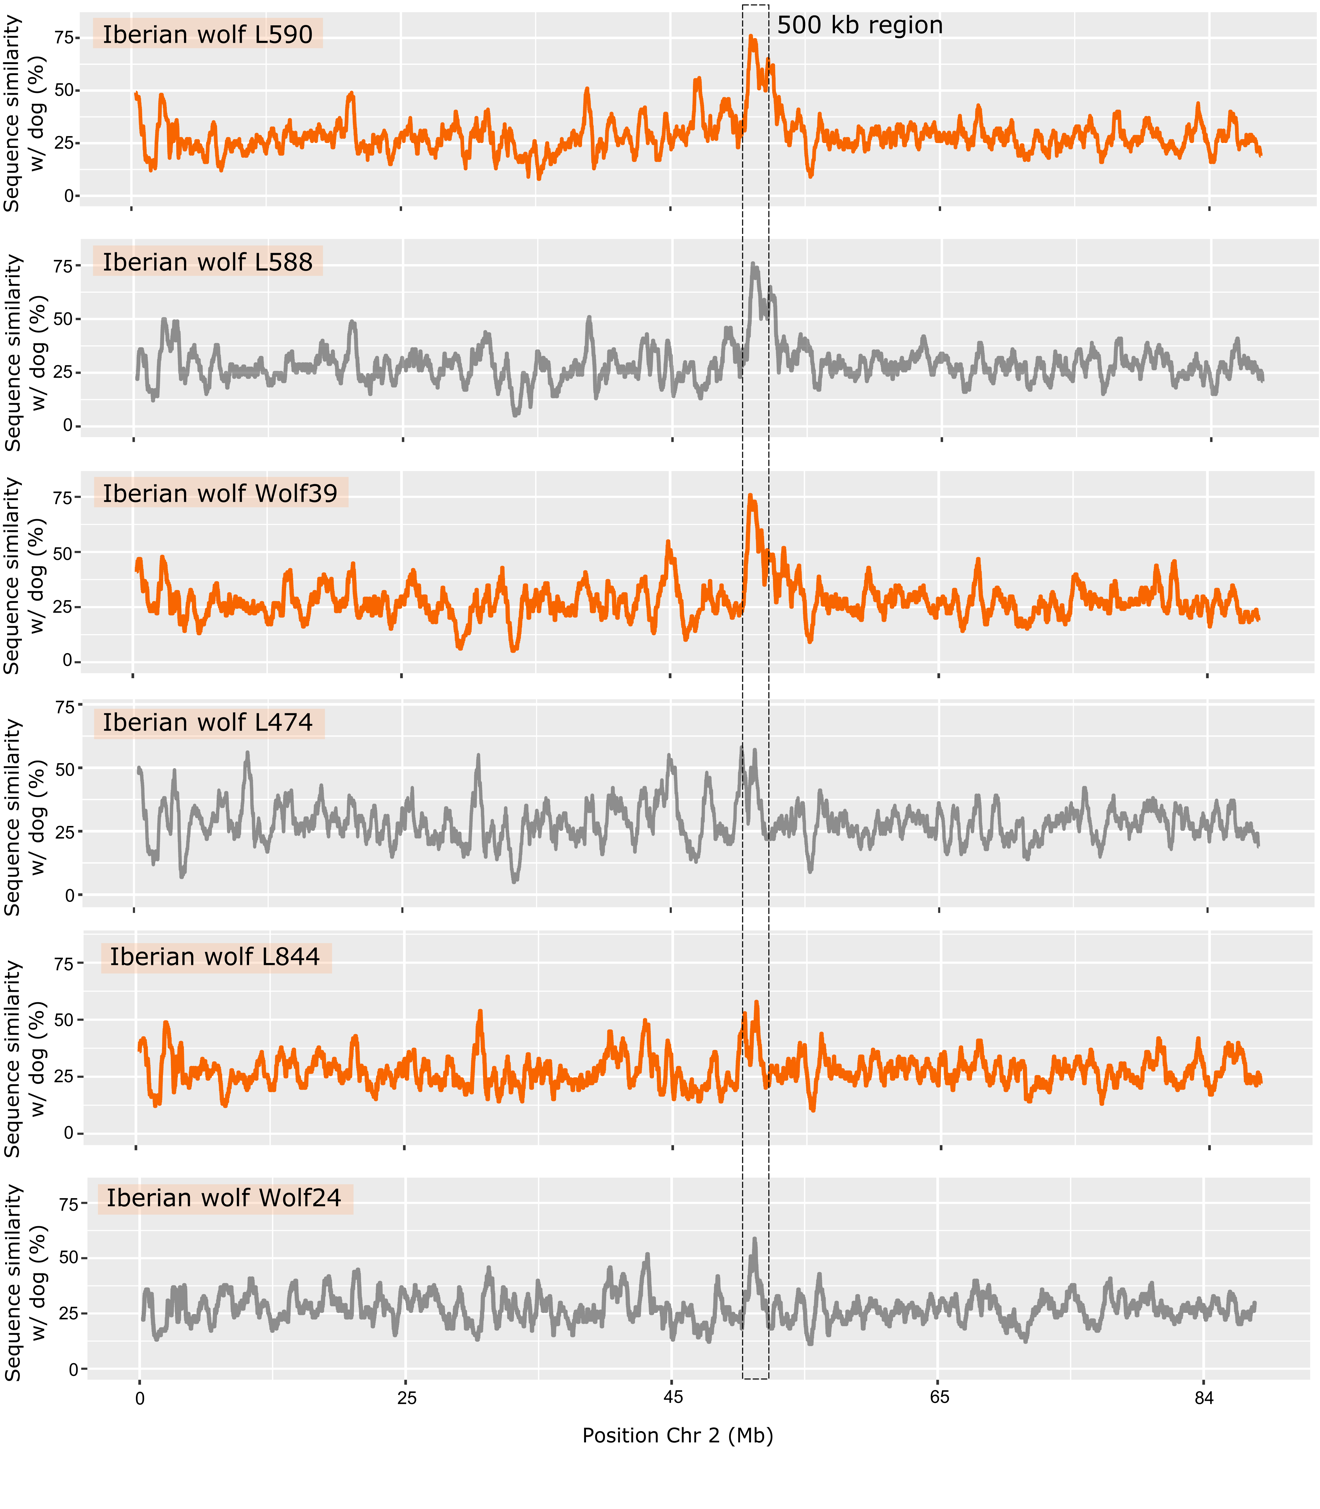 Iberian wolf L590
500 kb region
Sequence similarity
w/ dog (%)
75
50
25
0
Iberian wolf L588
Sequence similarity
w/ dog (%)
75
50
25
0
Iberian wolf Wolf39
Sequence similarity
w/ dog (%)
75
50
25
0
Iberian wolf L474
Sequence similarity
w/ dog (%)
75
50
25
0
Iberian wolf L844
Sequence similarity
w/ dog (%)
75
50
25
0
Iberian wolf Wolf24
Sequence similarity
w/ dog (%)
75
50
25
0
0 25 45 65 84
Position Chr 2 (Mb)